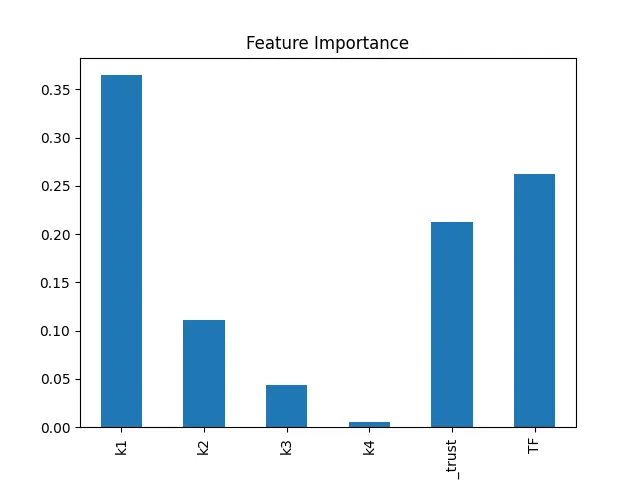 Feature Importance
0.35
0.30
0.25
0.20
0.15
0.10
0.05
0.00
k1
k2
k3
k4
_trust
TF